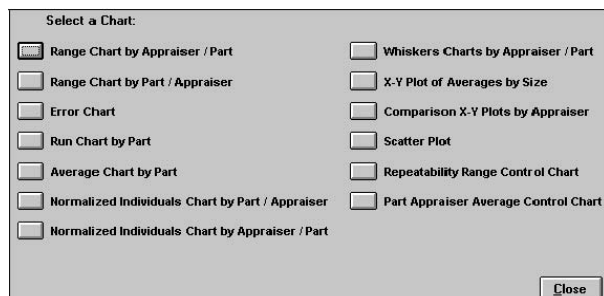 Select a Chart:
Range Chart by Appraiser / Part
Range Chart by Part / Appraiser
Error Chart
Run Chart by Part
Average Chart by Part
Normalized Individuals Chart by Part / Appraiser
Normalized Individuals Chart by Appraiser / Part
Whiskers Charts by Appraiser / Part
X-Y Plot of Averages by Size
Comparison X-Y Plots by Appraiser
Scatter Plot
Repeatability Range Control Chart
Part Appraiser Average Control Chart
Close